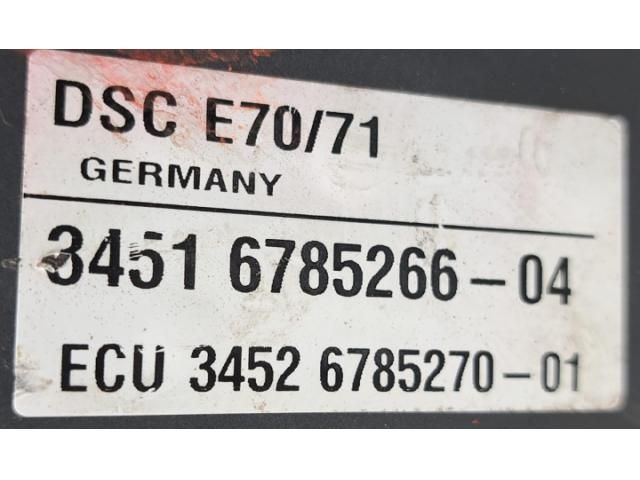 DSC E70/71
GERMANY
3451 6785266-04
ECU 3452 6785270-01